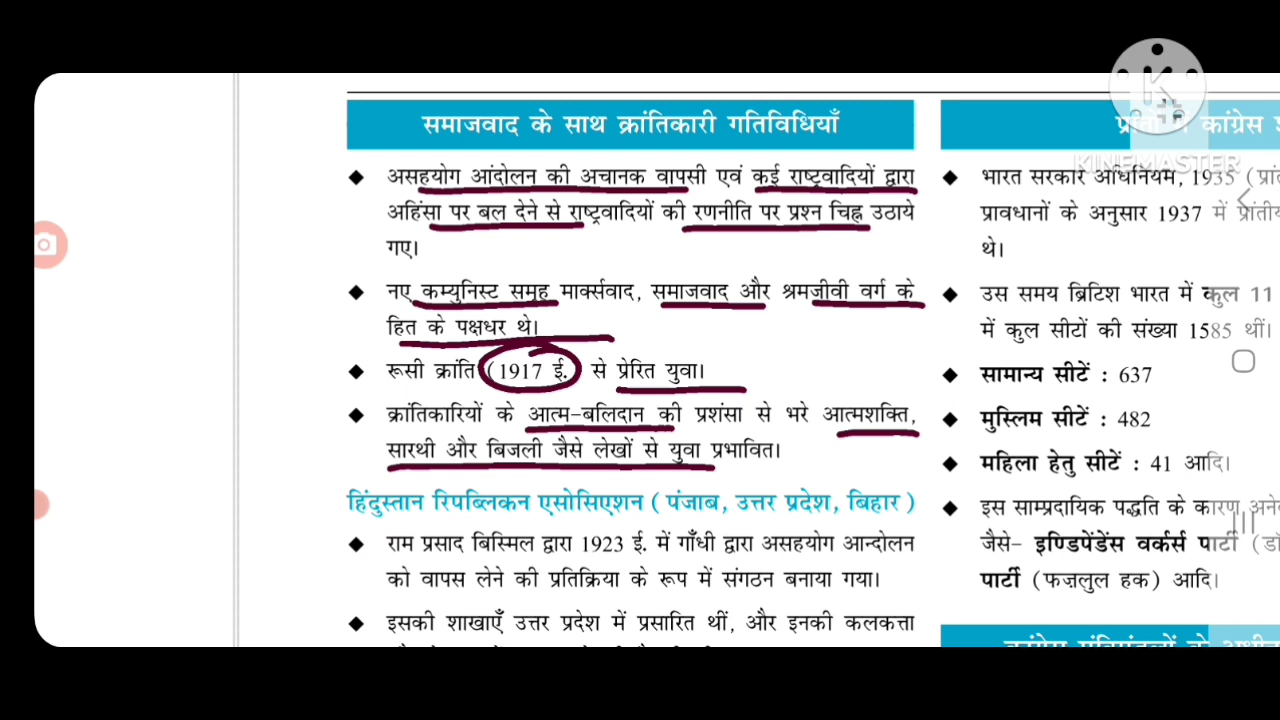 KINEMASTER
समाजवाद के साथ क्रांतिकारी गतिविधियाँ
◆ असहयोग आंदोलन की अचानक वापसी एवं कई राष्ट्रवादियों द्वारा
अहिंसा पर बल देने से राष्ट्रवादियों की रणनीति पर प्रश्न चिह्न उठाये
गए।
◆ नए कम्युनिस्ट समूह मार्क्सवाद, समाजवाद और श्रमजीवी वर्ग के
हित के पक्षधर थे।
◆ रूसी क्रांति (1917 ई.) से प्रेरित युवा।
◆ क्रांतिकारियों के आत्म-बलिदान की प्रशंसा से भरे आत्मशक्ति,
सारथी और बिजली जैसे लेखों से युवा प्रभावित।
हिंदुस्तान रिपब्लिकन एसोसिएशन ( पंजाब, उत्तर प्रदेश, बिहार )
◆ राम प्रसाद बिस्मिल द्वारा 1923 ई. में गाँधी द्वारा असहयोग आन्दोलन
को वापस लेने की प्रतिक्रिया के रूप में संगठन बनाया गया।
◆ इसकी शाखाएँ उत्तर प्रदेश में प्रसारित थीं, और इनकी कलकत्ता
प्रांतों में कांग्रेस
◆ भारत सरकार अधिनियम, 1935
प्रावधानों के अनुसार 1937 में
थे।
◆ उस समय ब्रिटिश भारत में कुल 11
में कुल सीटों की संख्या 1585 थीं।
◆ सामान्य सीटें : 637
◆ मुस्लिम सीटें : 482
◆ महिला हेतु सीटें : 41 आदि।
◆ इस साम्प्रदायिक पद्धति के कारण
जैसे- इण्डिपेंडेंस वर्कर्स पार्टी
पार्टी (फज़लुल हक) आदि।